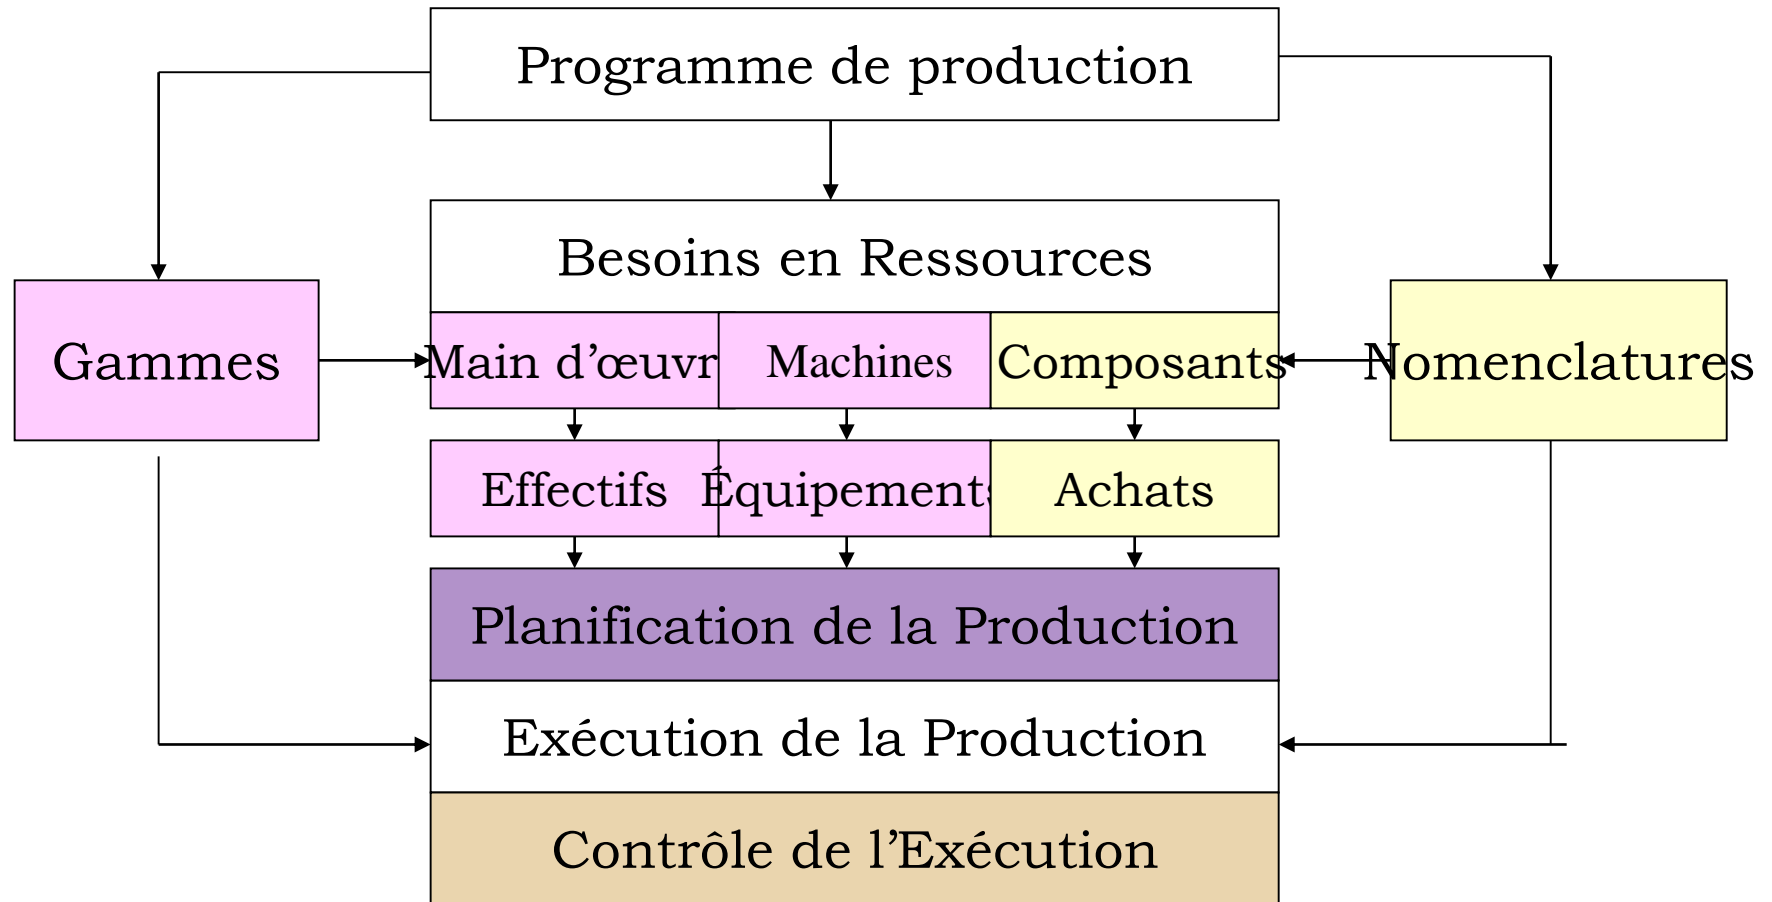 Programme de production
Besoins en Ressources
Gammes
Main d’œuvr
Machines
Composants
Nomenclatures
Effectifs
Équipements
Achats
Planification de la Production
Exécution de la Production
Contrôle de l’Exécution